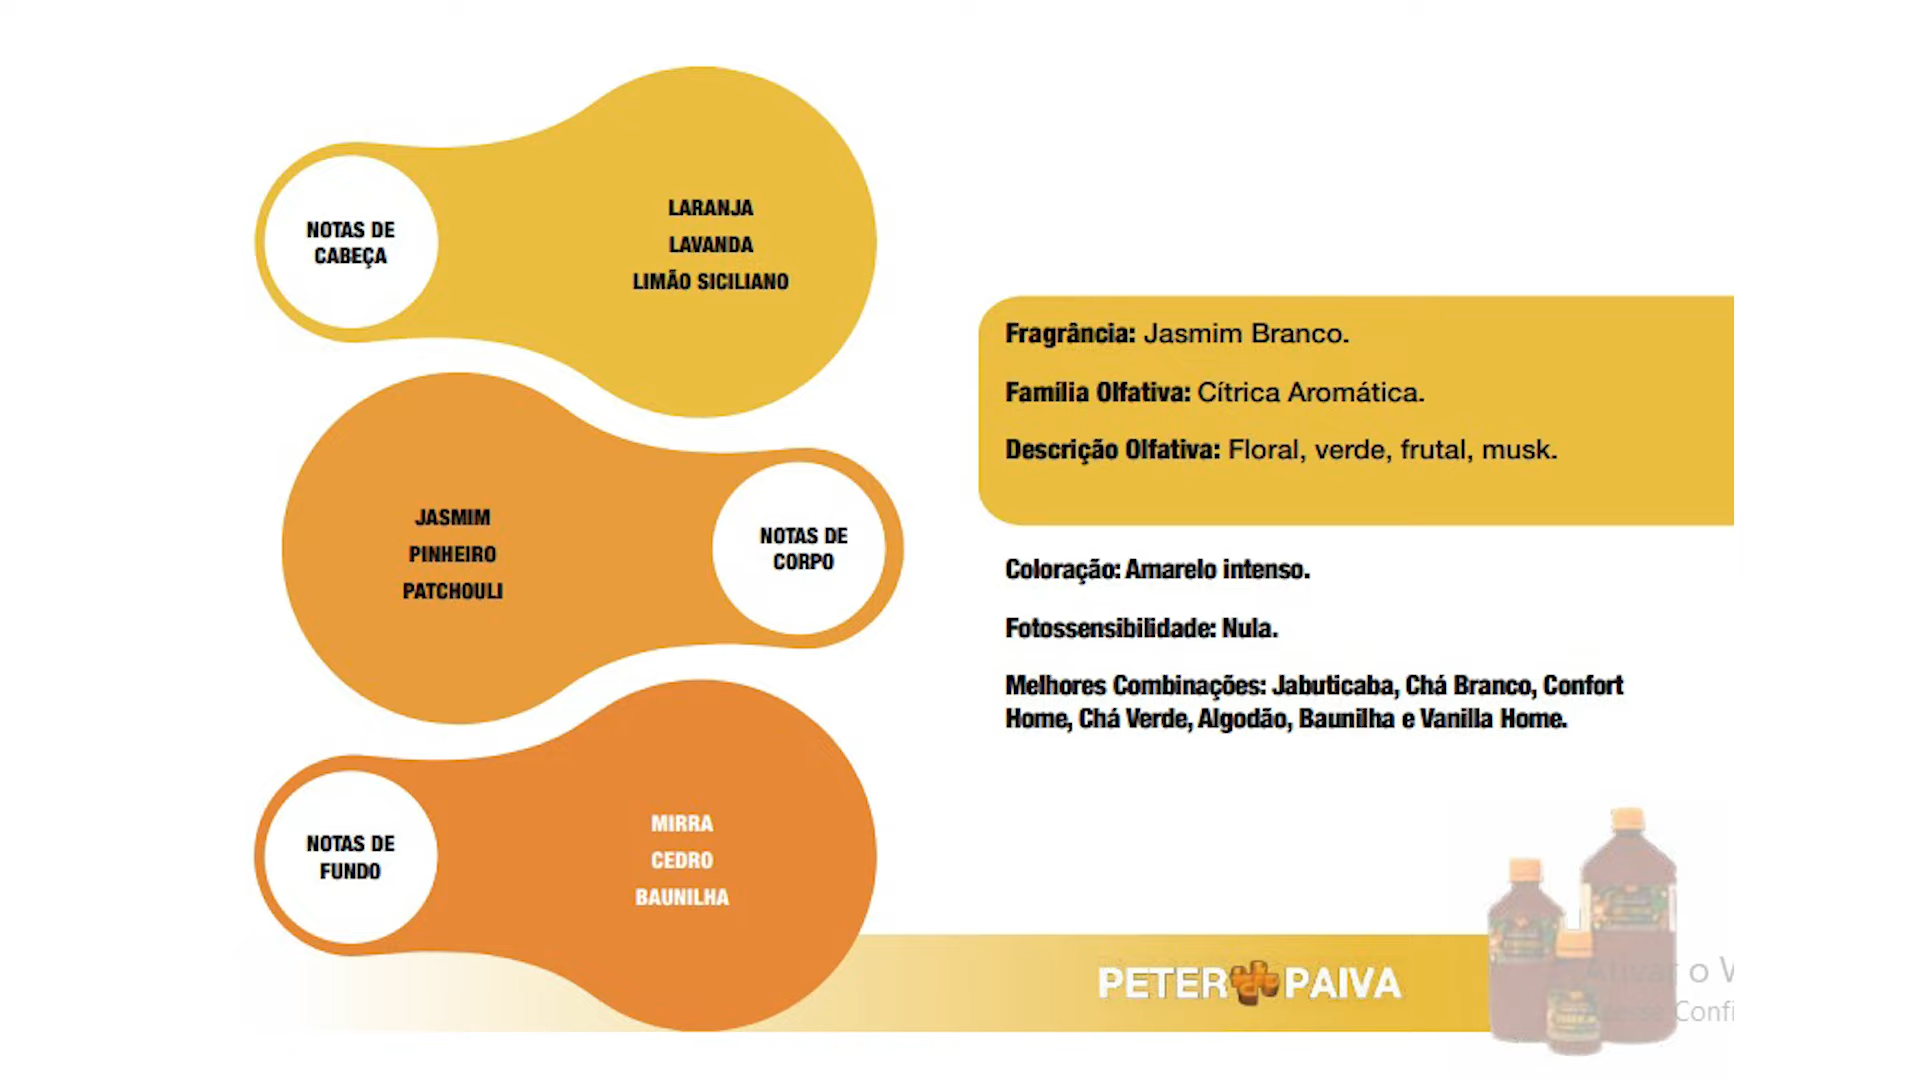 NOTAS DE
CABEÇA
LARANJA
LAVANDA
LIMÃO SICILIANO
JASMIM
PINHEIRO
PATCHOULI
NOTAS DE
CORPO
NOTAS DE
FUNDO
MIRRA
CEDRO
BAUNILHA
Fragrância: Jasmim Branco.
Família Olfativa: Cítrica Aromática.
Descrição Olfativa: Floral, verde, frutal, musk.
Coloração: Amarelo intenso.
Fotossensibilidade: Nula.
Melhores Combinações: Jabuticaba, Chá Branco, Confort
Home, Chá Verde, Algodão, Baunilha e Vanilla Home.
PETER PAIVA
Ativar o W
Confi